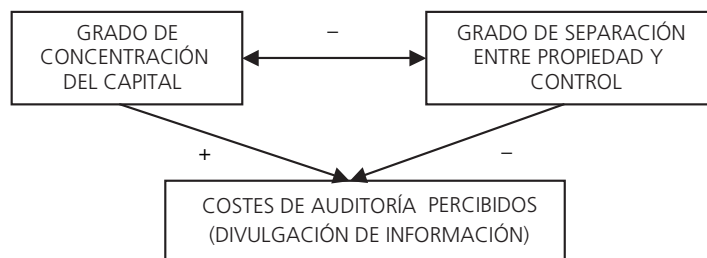 GRADO DE
CONCENTRACIÓN
DEL CAPITAL
–
GRADO DE SEPARACIÓN
ENTRE PROPIEDAD Y
CONTROL
+
–
COSTES DE AUDITORÍA PERCIBIDOS
(DIVULGACIÓN DE INFORMACIÓN)